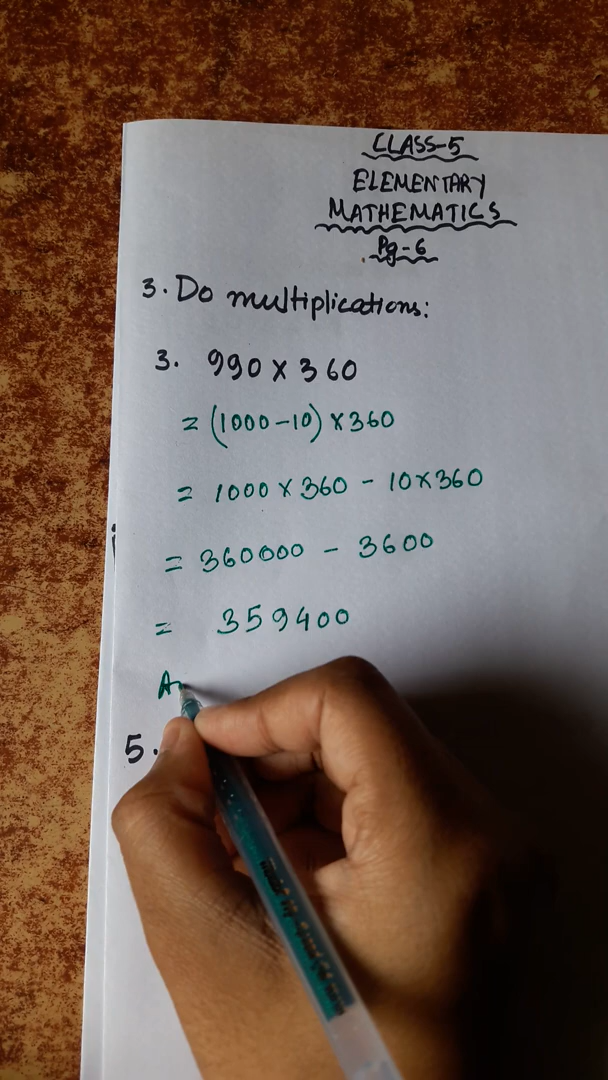 CLASS-5
ELEMENTARY
MATHEMATICS
Pg-6
3. Do multiplications:
3. 990 × 360
= (1000-10) × 360
= 1000 × 360 - 10×360
= 360000 - 3600
= 359400
5.